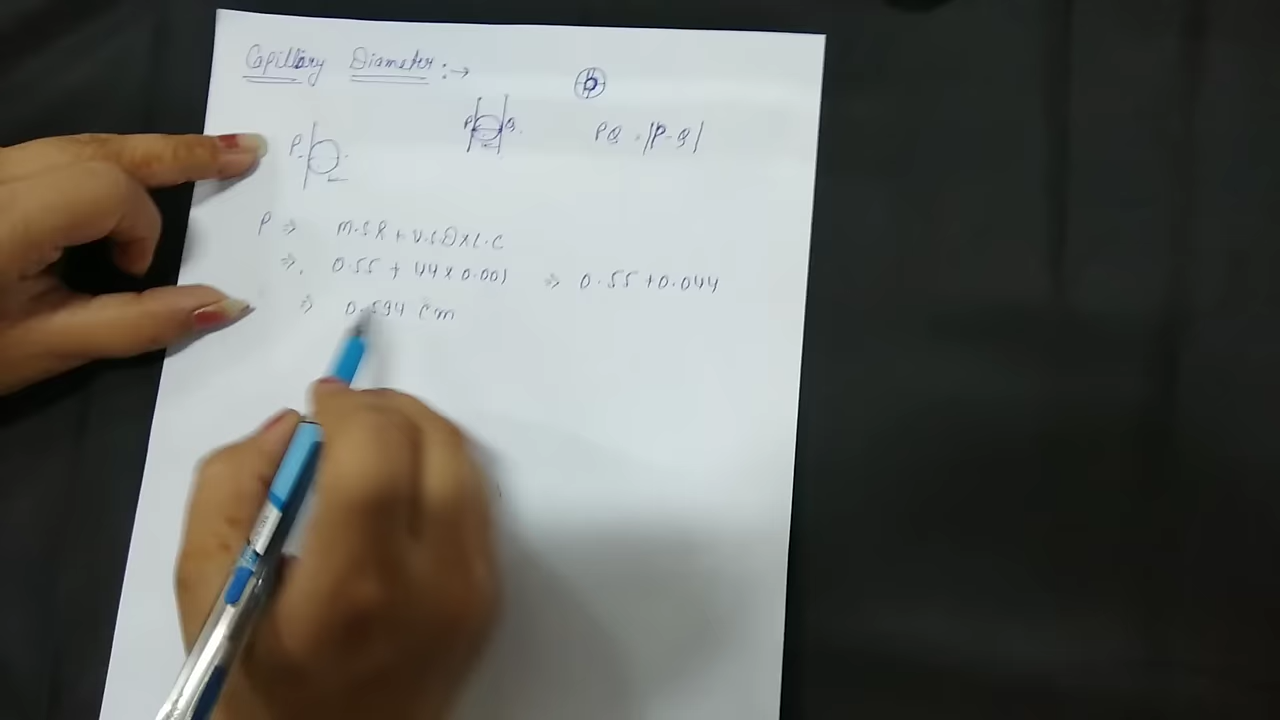 Capillary Diameter :→
P Q
PQ = |P-Q|
P
P ⇒ M.S.R + V.S.D X L.C
⇒ 0.55 + 44 x 0.001 ⇒ 0.55 + 0.044
⇒ 0.594 cm